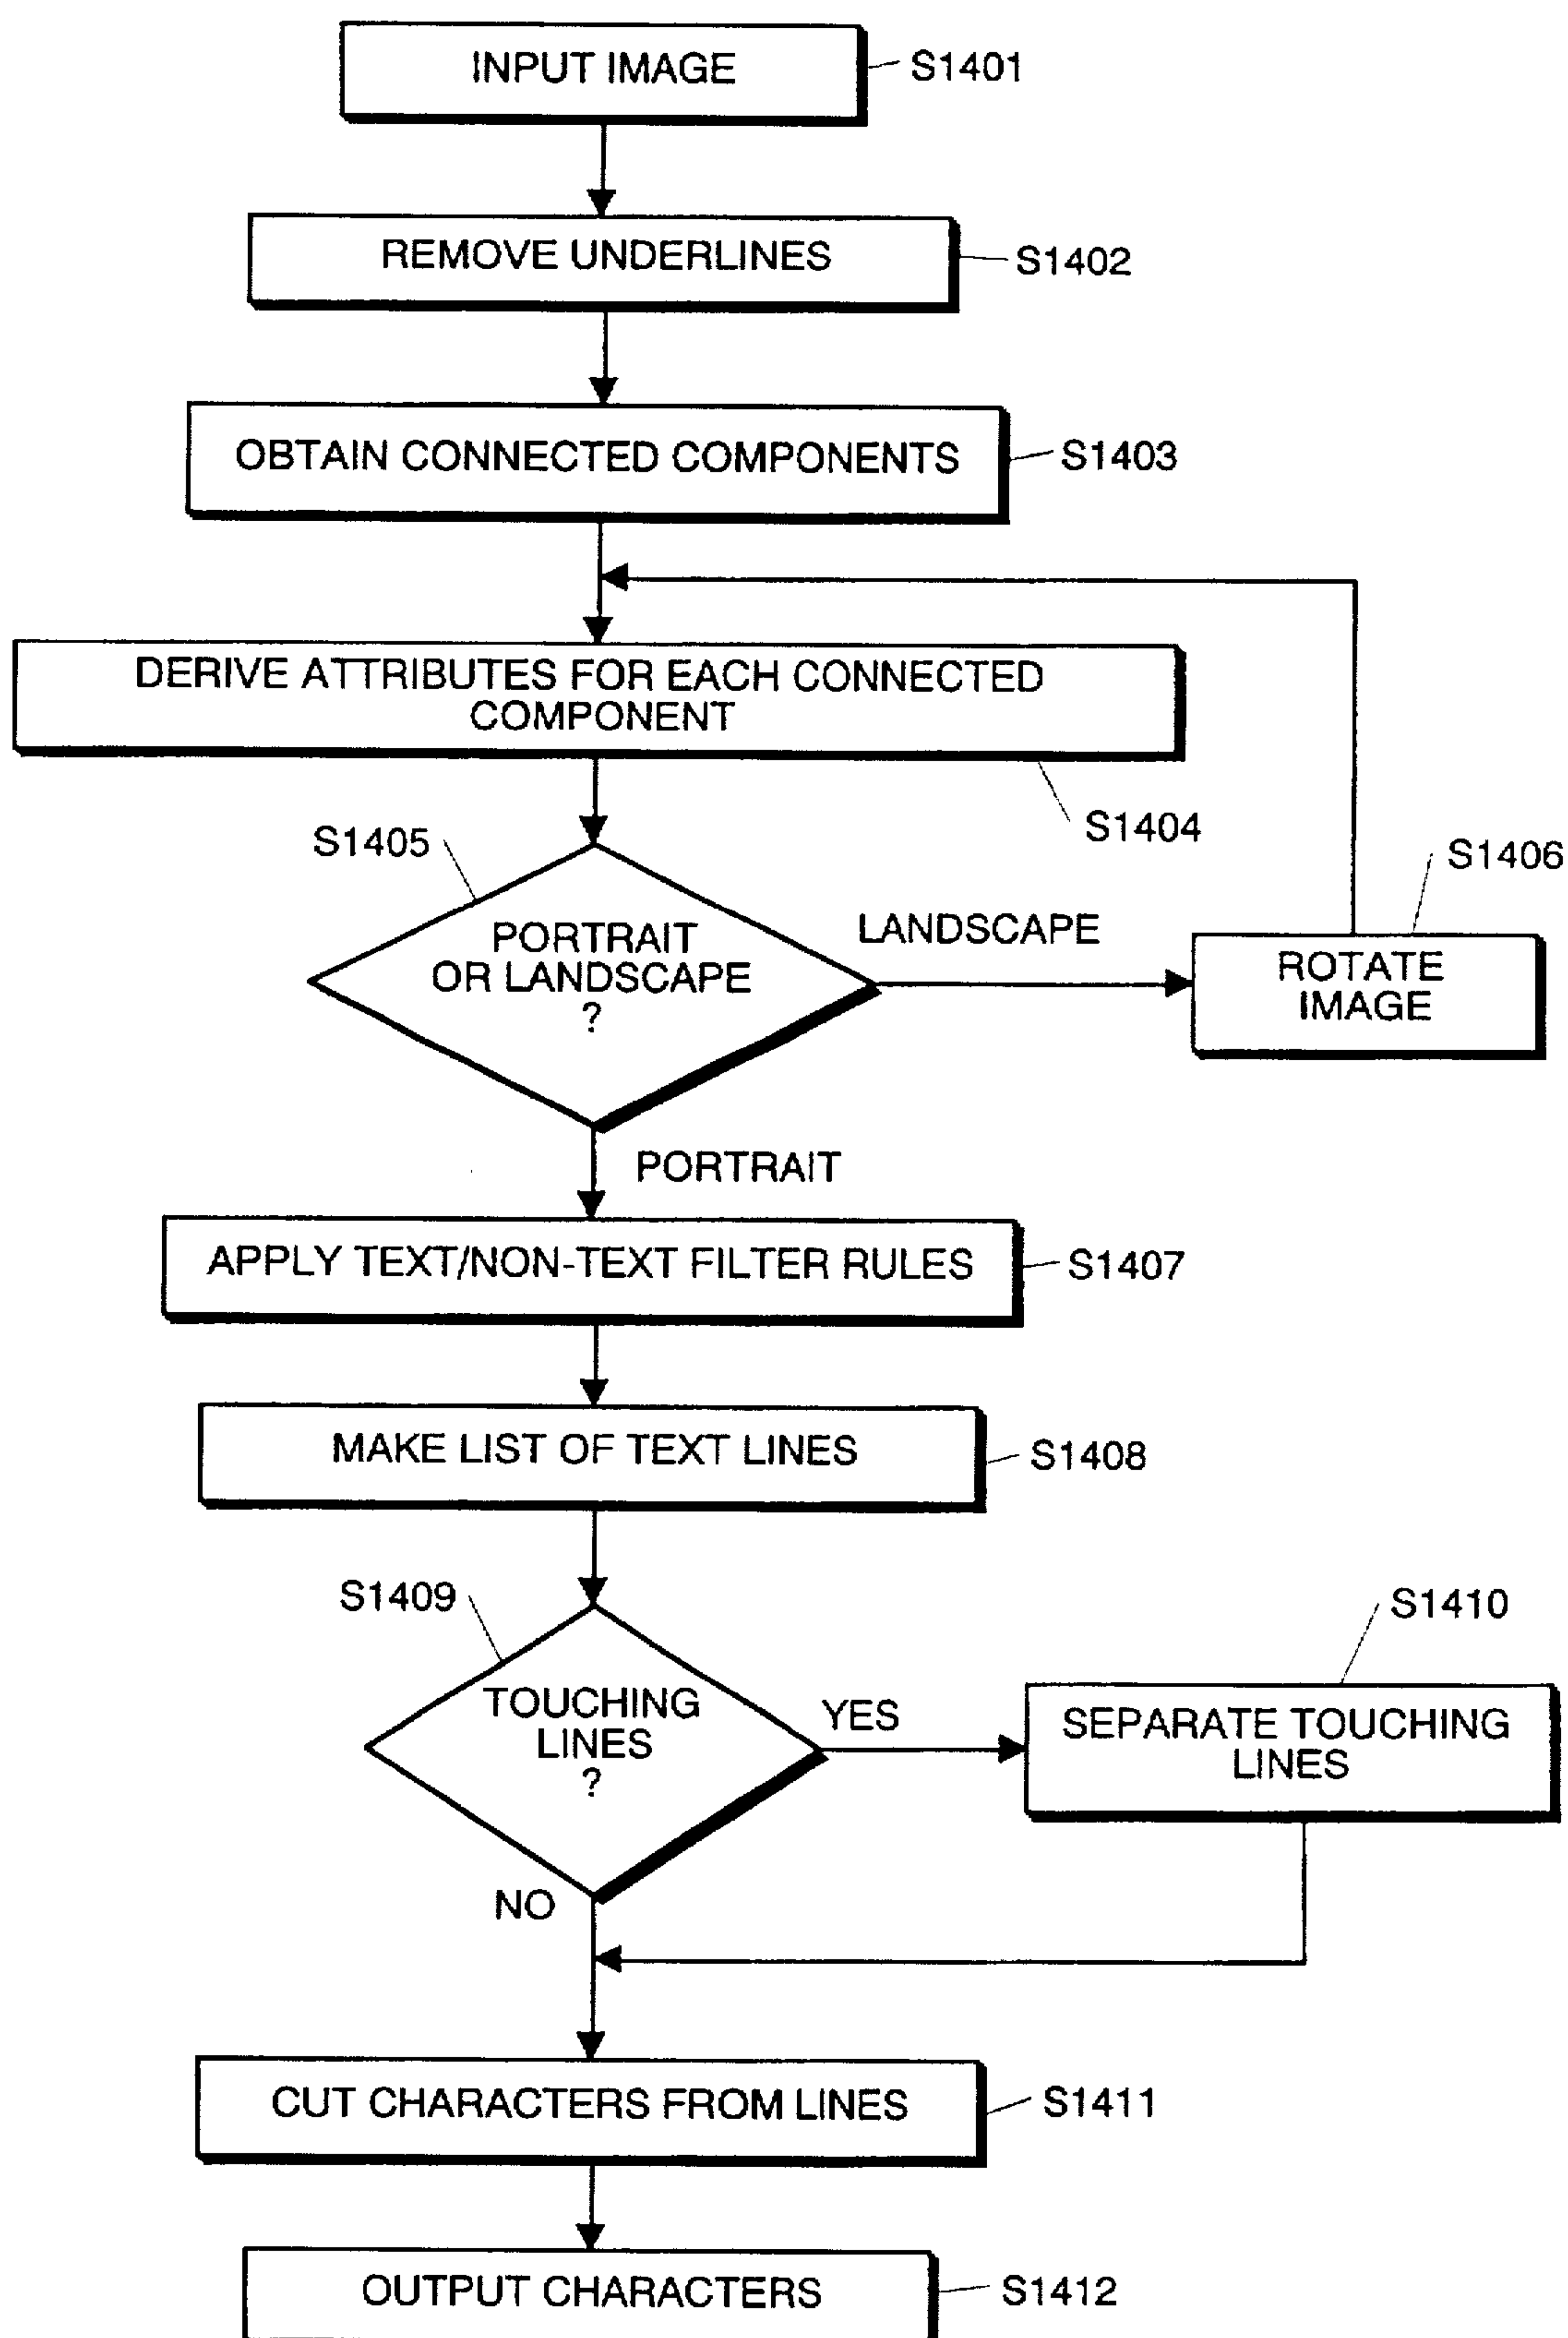 INPUT IMAGE
S1401
REMOVE UNDERLINES
S1402
OBTAIN CONNECTED COMPONENTS
S1403
DERIVE ATTRIBUTES FOR EACH CONNECTED
COMPONENT
S1404
S1405
PORTRAIT
OR LANDSCAPE
?
LANDSCAPE
S1406
ROTATE
IMAGE
PORTRAIT
APPLY TEXT/NON-TEXT FILTER RULES
S1407
MAKE LIST OF TEXT LINES
S1408
S1409
TOUCHING
LINES
?
YES
S1410
SEPARATE TOUCHING
LINES
NO
CUT CHARACTERS FROM LINES
S1411
OUTPUT CHARACTERS
S1412